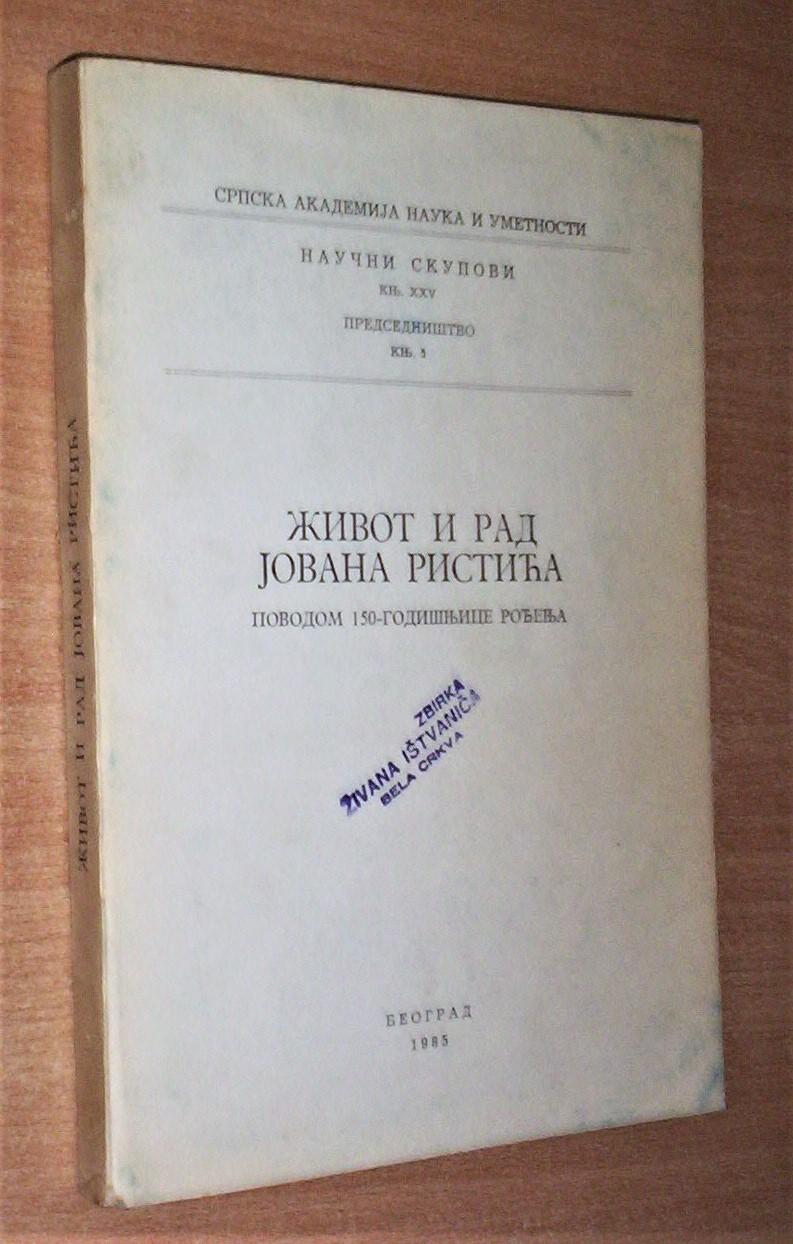 СРПСКА АКАДЕМИЈА НАУКА И УМЕТНОСТИ
НАУЧНИ СКУПОВИ
КЊ. XXV
ПРЕДСЕДНИШТВО
КЊ. 5
ЖИВОТ И РАД
ЈОВАНА РИСТИЋА
ПОВОДОМ 150-ГОДИШЊИЦЕ РОЂЕЊА
ZBIRKA
ŽIVANA IŠTVANIĆA
BELA CRKVA
БЕОГРАД
1985
ЖИВОТ И РАД ЈОВАНА РИСТИЋА